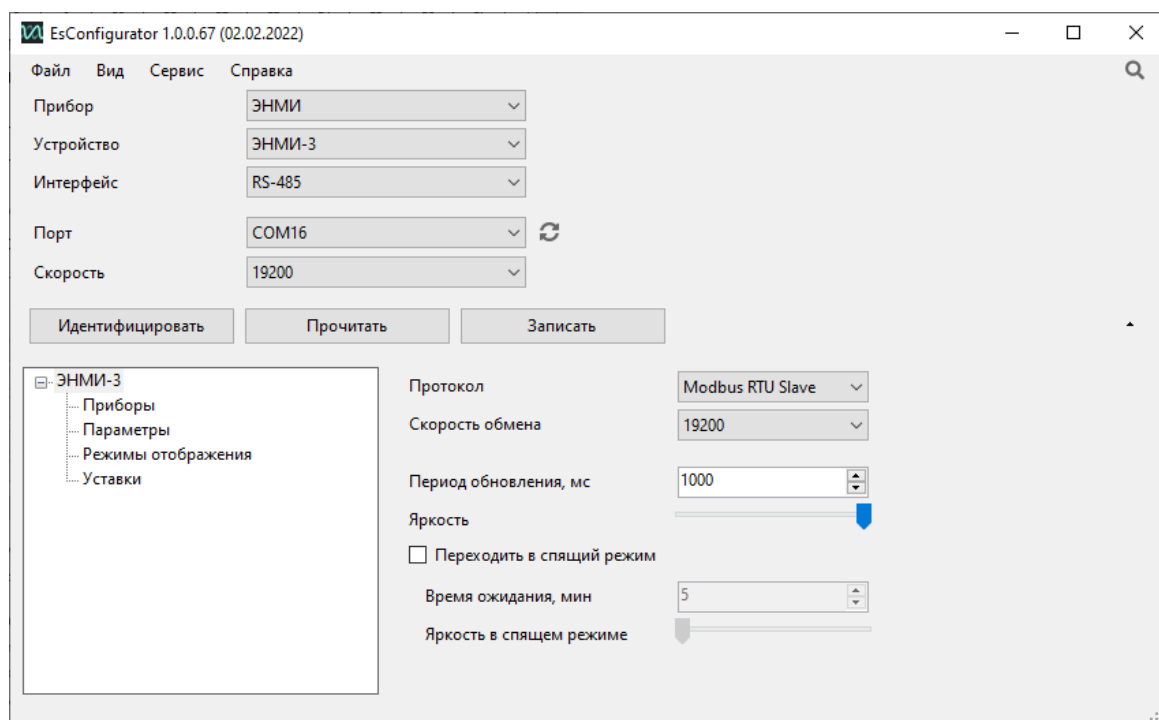 EsConfigurator 1.0.0.67 (02.02.2022)
Файл Вид Сервис Справка
Прибор ЭНМИ
Устройство ЭНМИ-3
Интерфейс RS-485
Порт COM16
Скорость 19200
Идентифицировать Прочитать Записать
ЭНМИ-3
Приборы
Параметры
Режимы отображения
Уставки
Протокол Modbus RTU Slave
Скорость обмена 19200
Период обновления, мс 1000
Яркость
Переходить в спящий режим
Время ожидания, мин 5
Яркость в спящем режиме